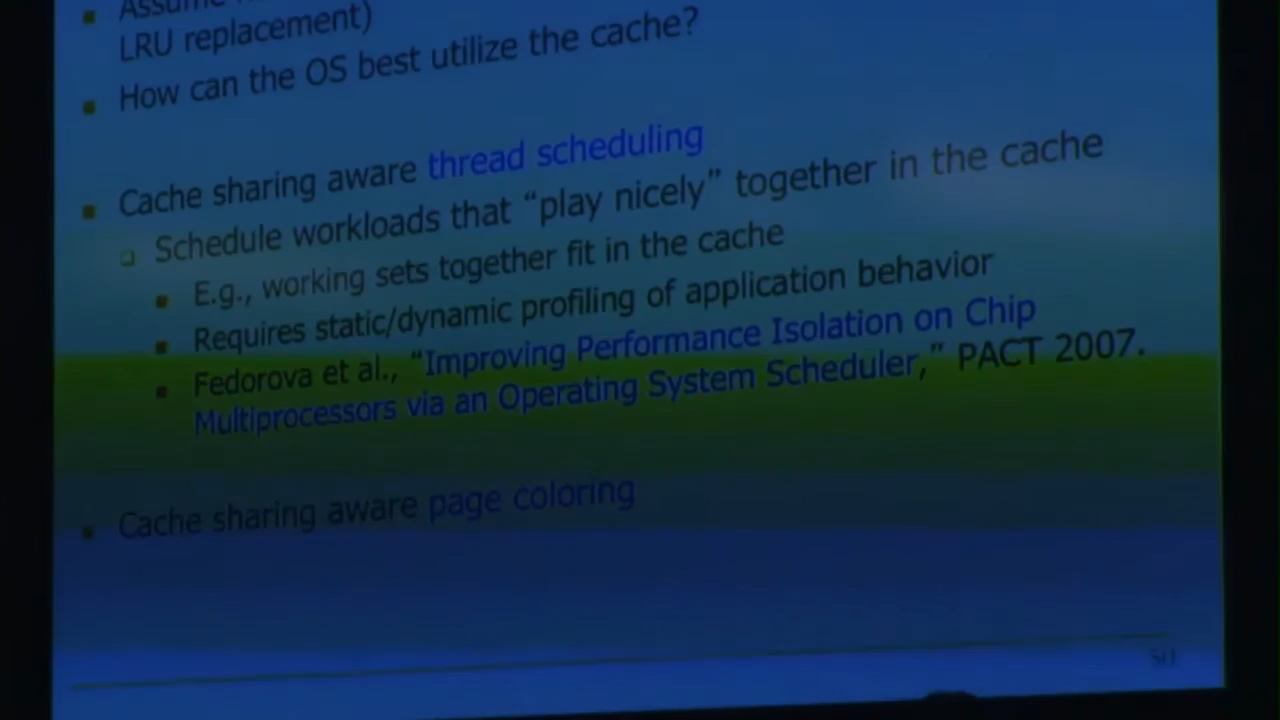 LRU replacement)
How can the OS best utilize the cache?
Cache sharing aware thread scheduling
Schedule workloads that “play nicely” together in the cache
E.g., working sets together fit in the cache
Requires static/dynamic profiling of application behavior
Fedorova et al., “Improving Performance Isolation on Chip
Multiprocessors via an Operating System Scheduler,” PACT 2007.
Cache sharing aware page coloring
50